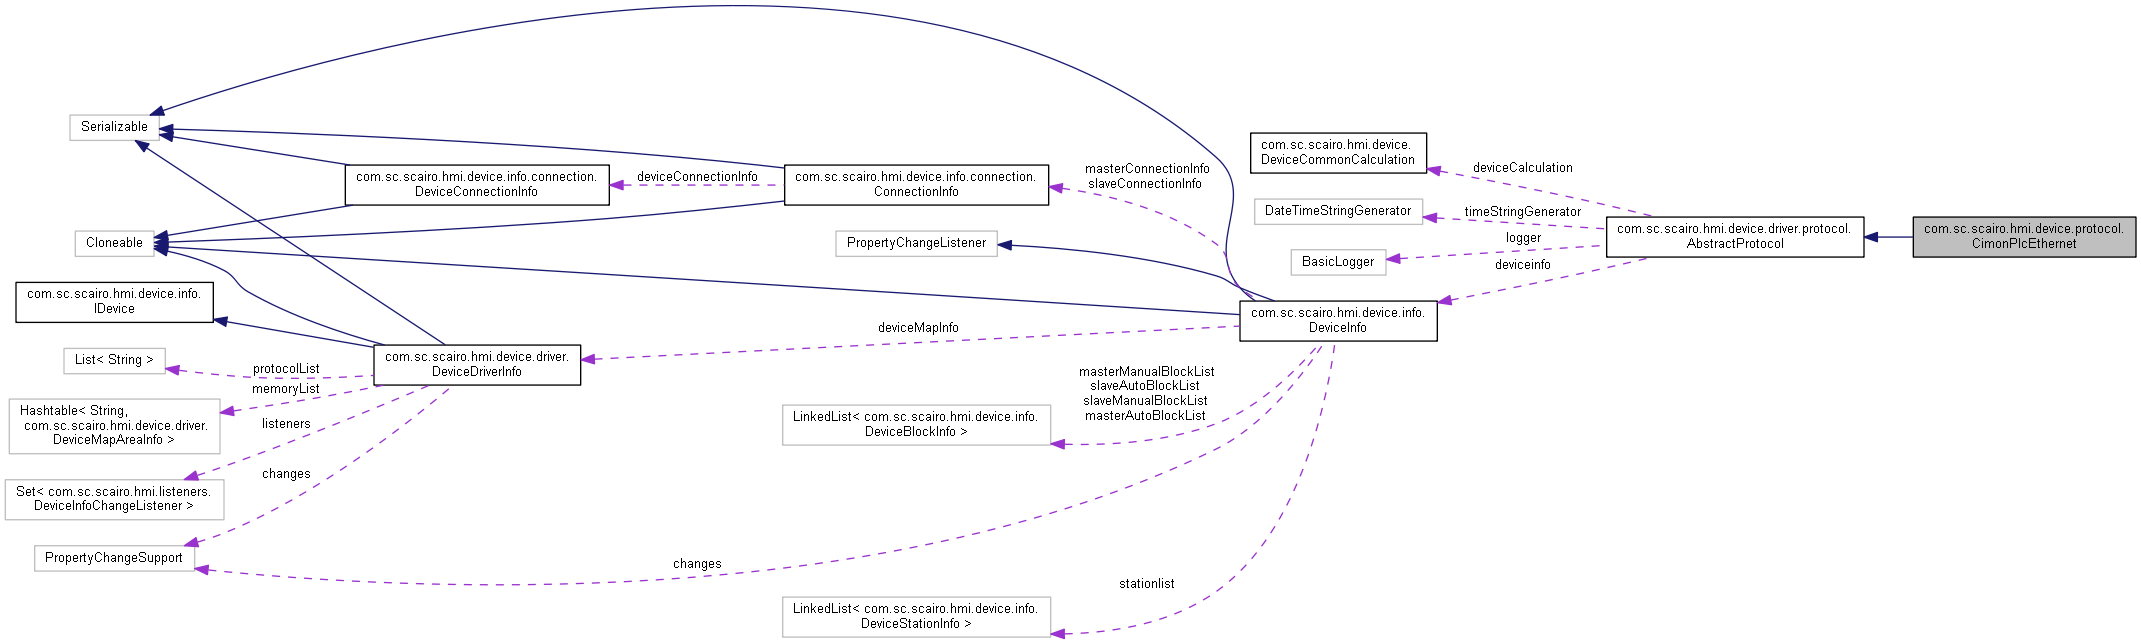 Serializable
com.sc.scairo.hmi.device.info.connection.
DeviceConnectionInfo
deviceConnectionInfo
com.sc.scairo.hmi.device.info.connection.
ConnectionInfo
masterConnectionInfo
slaveConnectionInfo
com.sc.scairo.hmi.device.
DeviceCommonCalculation
deviceCalculation
DateTimeStringGenerator
timeStringGenerator
logger
BasicLogger
deviceinfo
com.sc.scairo.hmi.device.driver.protocol.
AbstractProtocol
com.sc.scairo.hmi.device.protocol.
CimonPlcEthernet
Cloneable
PropertyChangeListener
com.sc.scairo.hmi.device.info.
IDevice
com.sc.scairo.hmi.device.info.
DeviceInfo
deviceMapInfo
List< String >
protocolList
memoryList
com.sc.scairo.hmi.device.driver.
DeviceDriverInfo
Hashtable< String,
com.sc.scairo.hmi.device.driver.
DeviceMapAreaInfo >
listeners
masterManualBlockList
slaveAutoBlockList
slaveManualBlockList
masterAutoBlockList
LinkedList< com.sc.scairo.hmi.device.info.
DeviceBlockInfo >
Set< com.sc.scairo.hmi.listeners.
DeviceInfoChangeListener >
changes
PropertyChangeSupport
changes
stationlist
LinkedList< com.sc.scairo.hmi.device.info.
DeviceStationInfo >